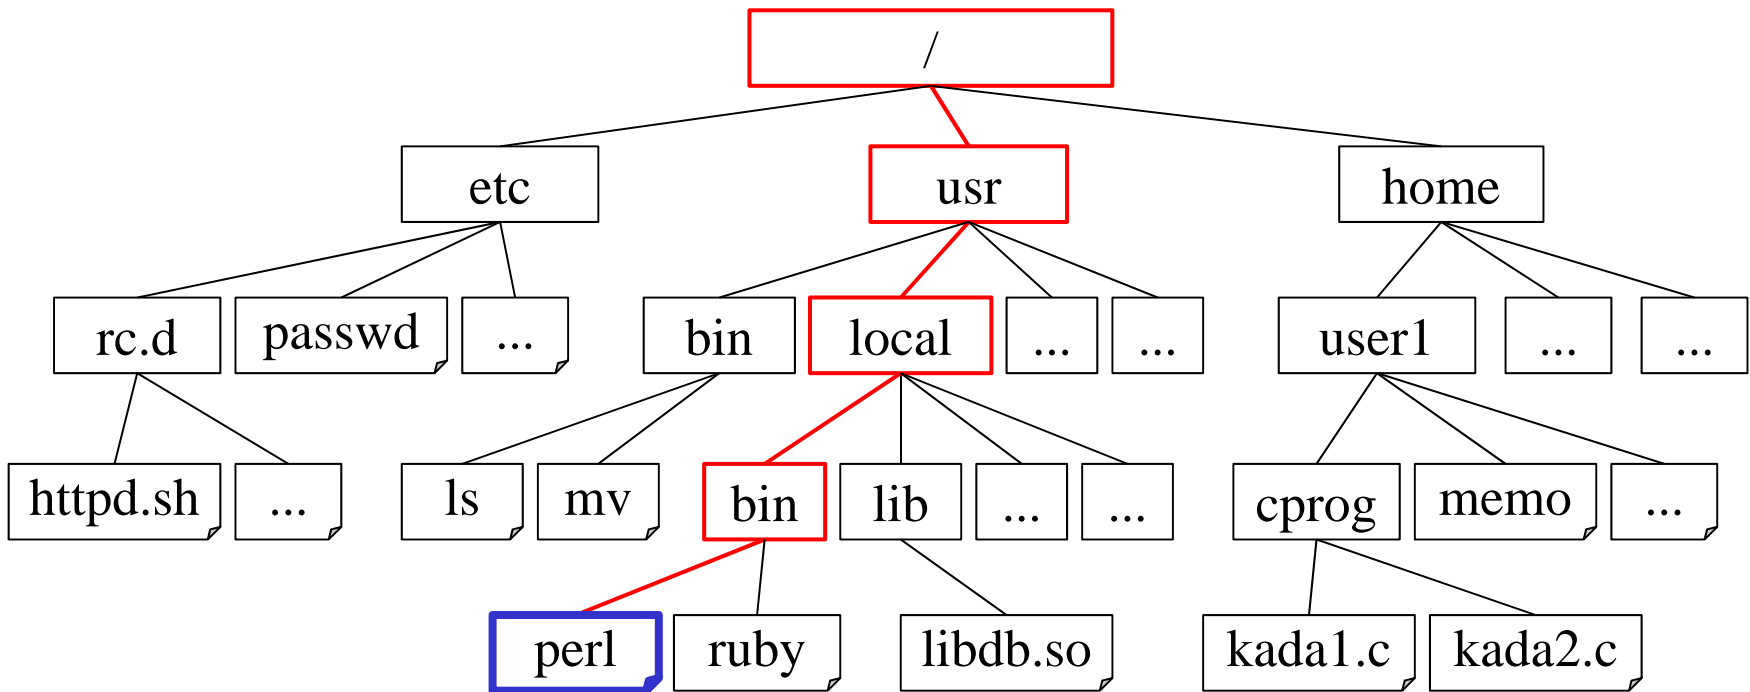 /
etc usr home
rc.d passwd ... bin local ... ... user1 ... ...
httpd.sh ... ls mv bin lib ... ... cprog memo ...
perl ruby libdb.so kada1.c kada2.c